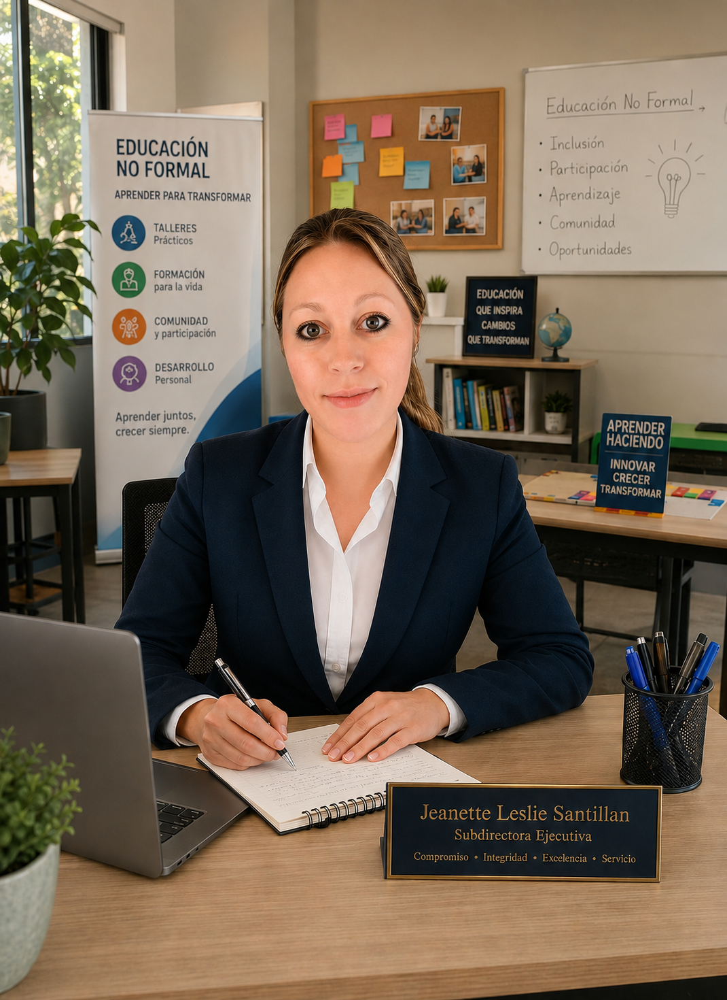 EDUCACIÓN
NO FORMAL
APRENDER PARA TRANSFORMAR
TALLERES
Prácticos
FORMACIÓN
para la vida
COMUNIDAD
y participación
DESARROLLO
Personal
Aprender juntos,
crecer siempre.
Educación No Formal →
• Inclusión
• Participación
• Aprendizaje
• Comunidad
• Oportunidades
EDUCACIÓN
QUE INSPIRA
CAMBIOS
QUE TRANSFORMAN
APRENDER
HACIENDO
INNOVAR
CRECER
TRANSFORMAR
Jeanette Leslie Santillan
Subdirectora Ejecutiva
Compromiso • Integridad • Excelencia • Servicio